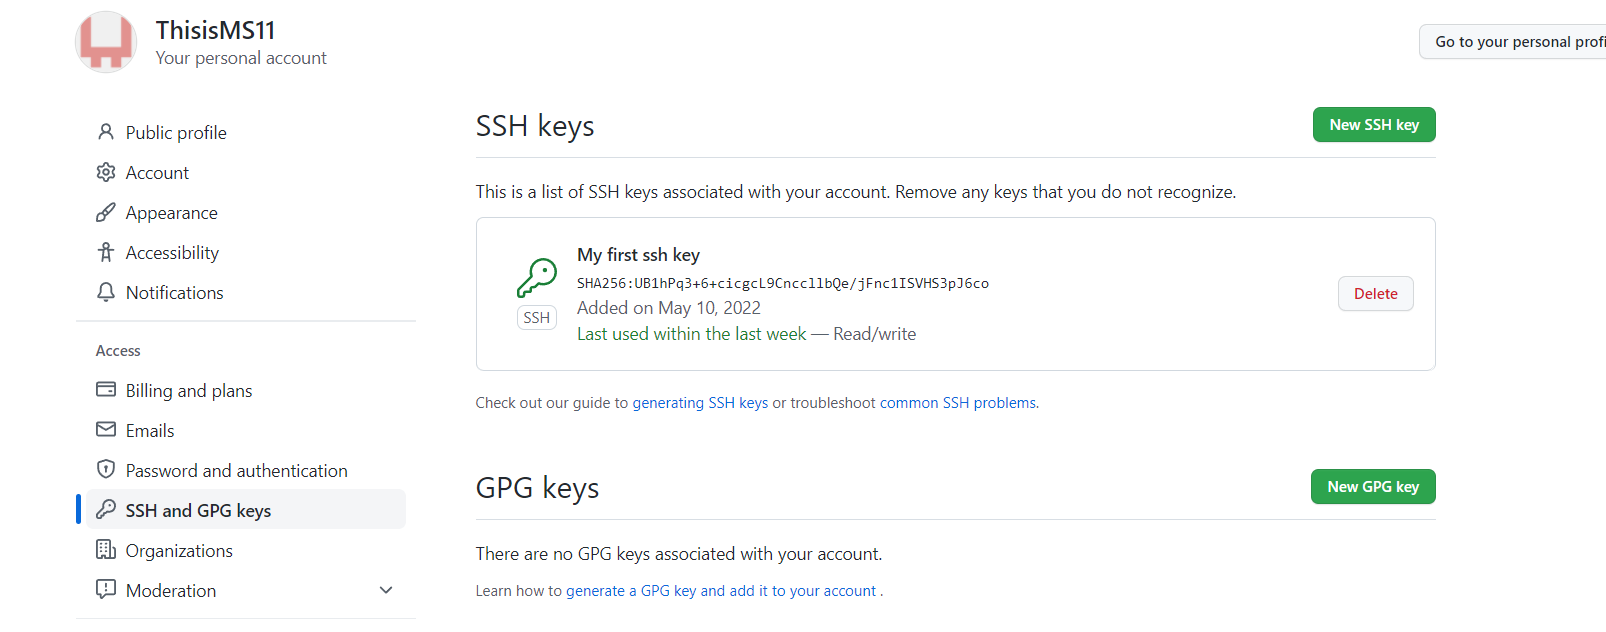 ThisisMS11
Your personal account
Go to your personal profi
Public profile
Account
Appearance
Accessibility
Notifications
Access
Billing and plans
Emails
Password and authentication
SSH and GPG keys
Organizations
Moderation
SSH keys
New SSH key
This is a list of SSH keys associated with your account. Remove any keys that you do not recognize.
My first ssh key
SHA256:UB1hPq3+6+cicgcL9CnccllbQe/jFnc1ISVHS3pJ6co
Added on May 10, 2022
Last used within the last week — Read/write
SSH
Delete
Check out our guide to generating SSH keys or troubleshoot common SSH problems.
GPG keys
New GPG key
There are no GPG keys associated with your account.
Learn how to generate a GPG key and add it to your account .